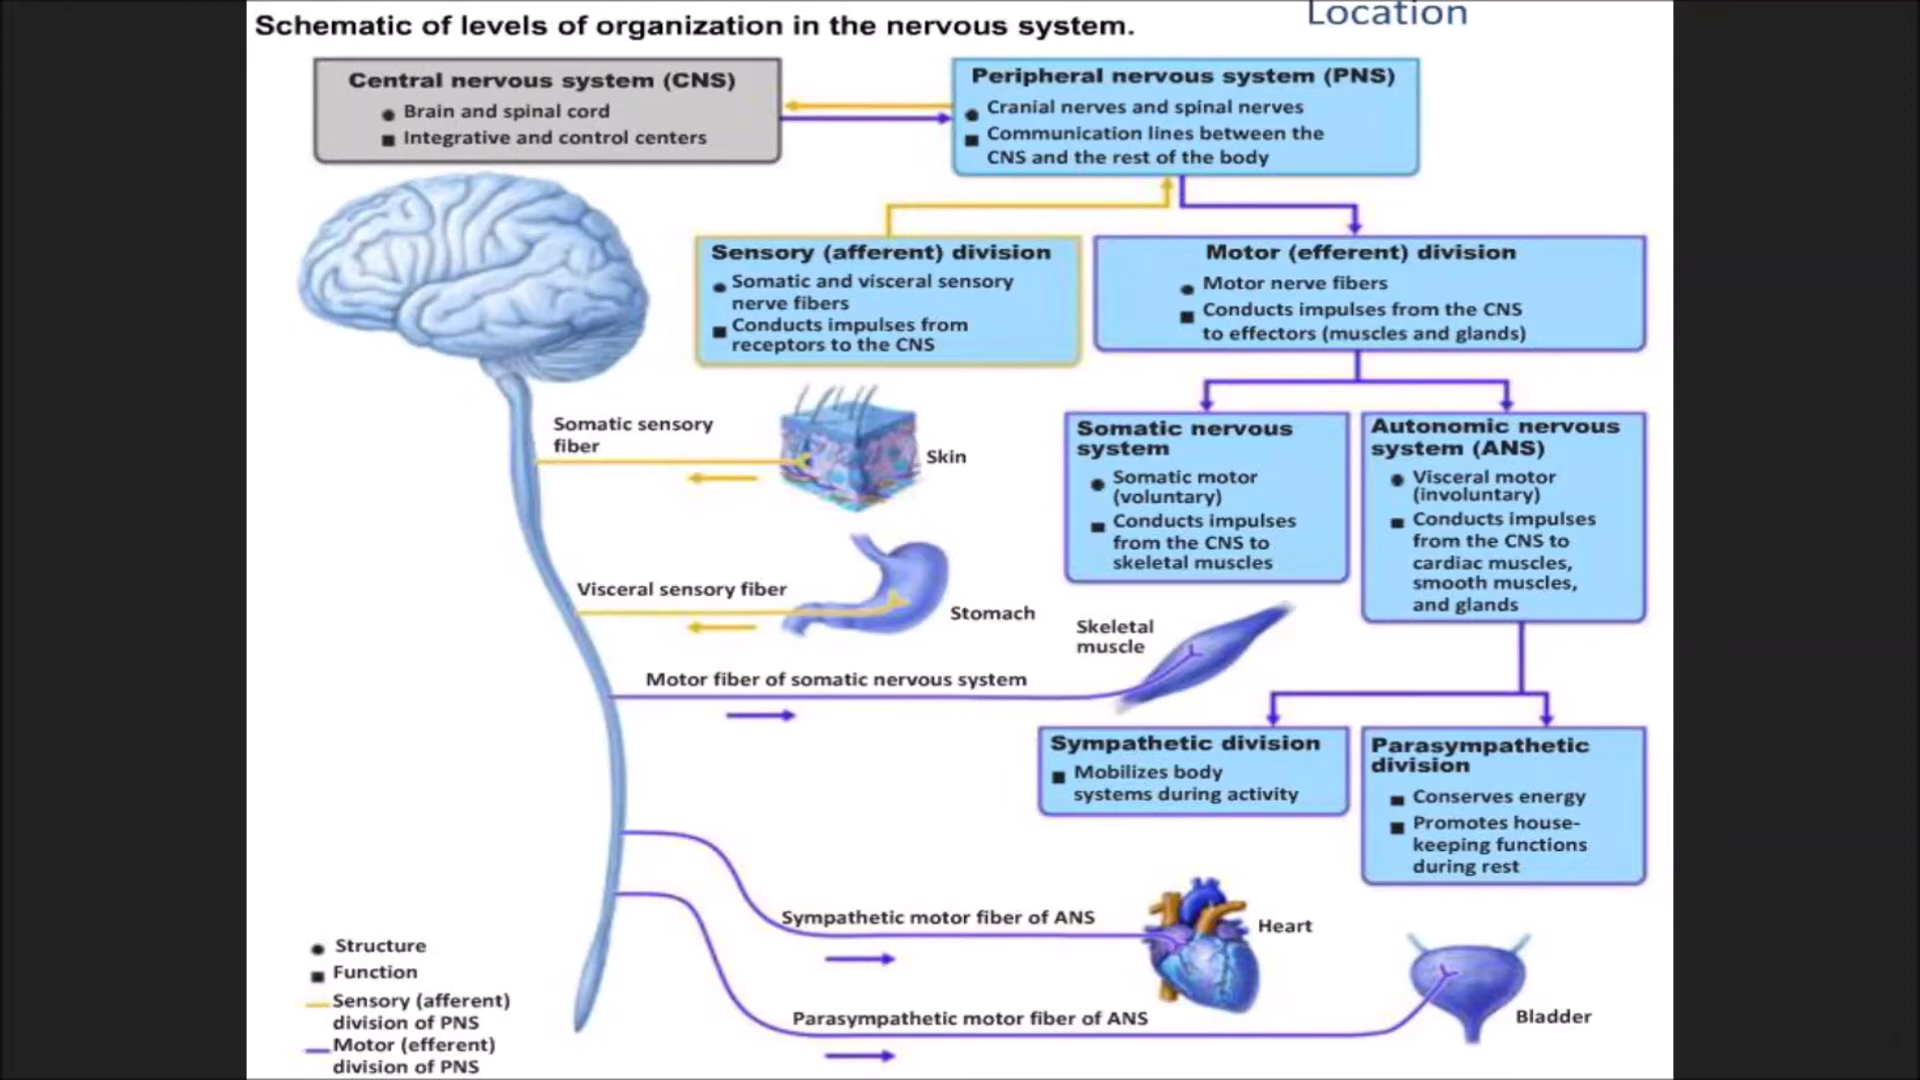 Location
Schematic of levels of organization in the nervous system.
Central nervous system (CNS)
Brain and spinal cord
Integrative and control centers
Peripheral nervous system (PNS)
Cranial nerves and spinal nerves
Communication lines between the
CNS and the rest of the body
Sensory (afferent) division
Somatic and visceral sensory
nerve fibers
Conducts impulses from
receptors to the CNS
Motor (efferent) division
Motor nerve fibers
Conducts impulses from the CNS
to effectors (muscles and glands)
Somatic nervous
system
Somatic motor
(voluntary)
Conducts impulses
from the CNS to
skeletal muscles
Autonomic nervous
system (ANS)
Visceral motor
(involuntary)
Conducts impulses
from the CNS to
cardiac muscles,
smooth muscles,
and glands
Somatic sensory
fiber
Skin
Visceral sensory fiber
Stomach
Skeletal
muscle
Motor fiber of somatic nervous system
Sympathetic division
Mobilizes body
systems during activity
Parasympathetic
division
Conserves energy
Promotes house-
keeping functions
during rest
Sympathetic motor fiber of ANS
Heart
Parasympathetic motor fiber of ANS
Bladder
Structure
Function
Sensory (afferent)
division of PNS
Motor (efferent)
division of PNS